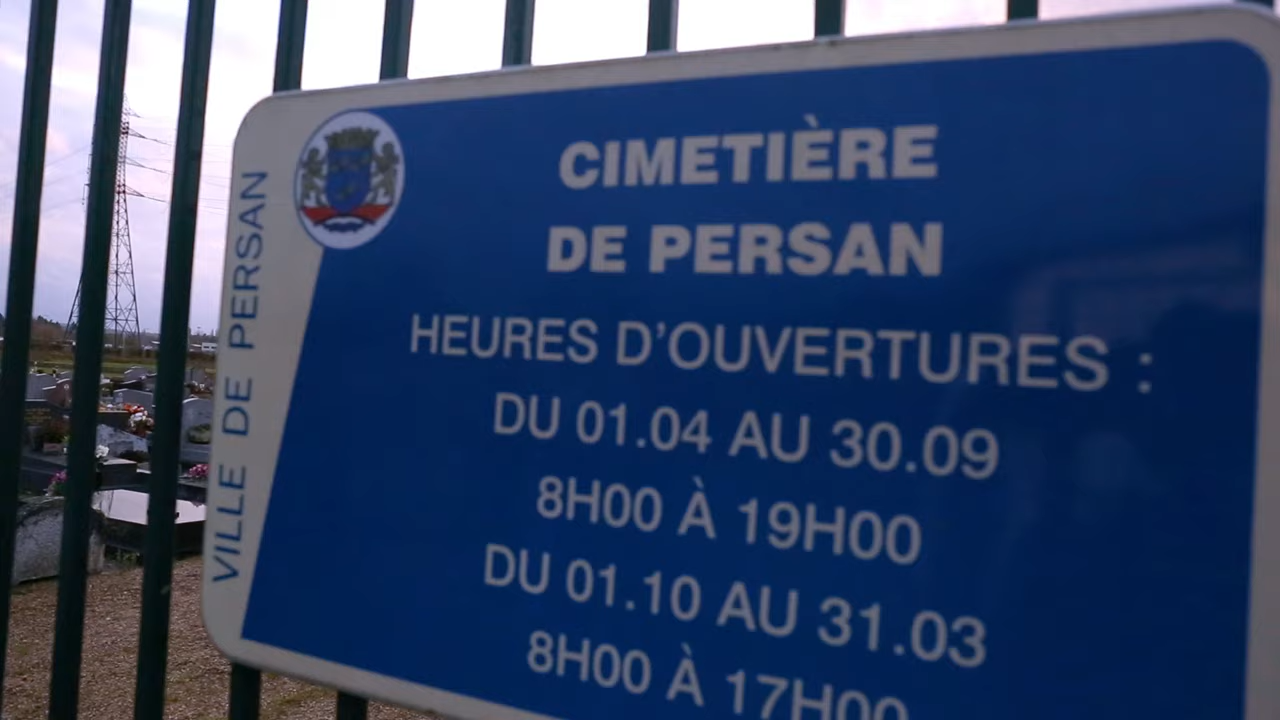 VILLE DE PERSAN
CIMETIÈRE
DE PERSAN
HEURES D'OUVERTURES :
DU 01.04 AU 30.09
8H00 À 19H00
DU 01.10 AU 31.03
8H00 À 17H00